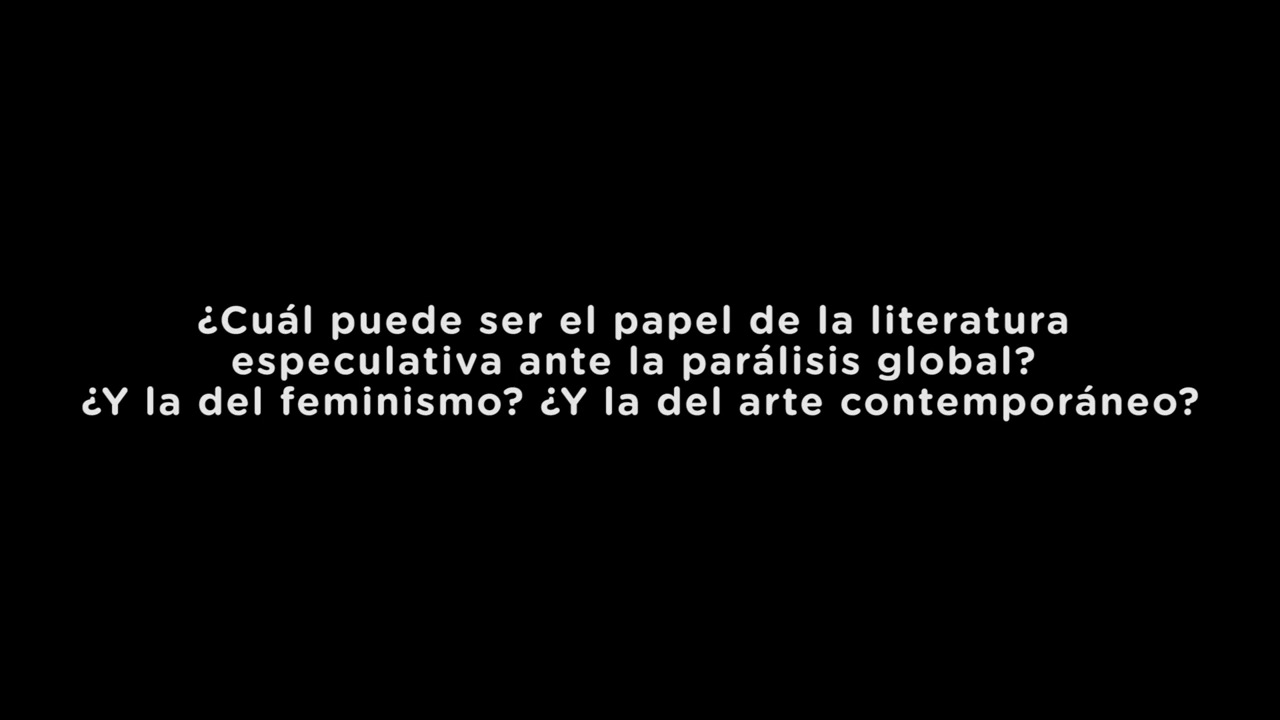 ¿Cuál puede ser el papel de la literatura
especulativa ante la parálisis global?
¿Y la del feminismo? ¿Y la del arte contemporáneo?